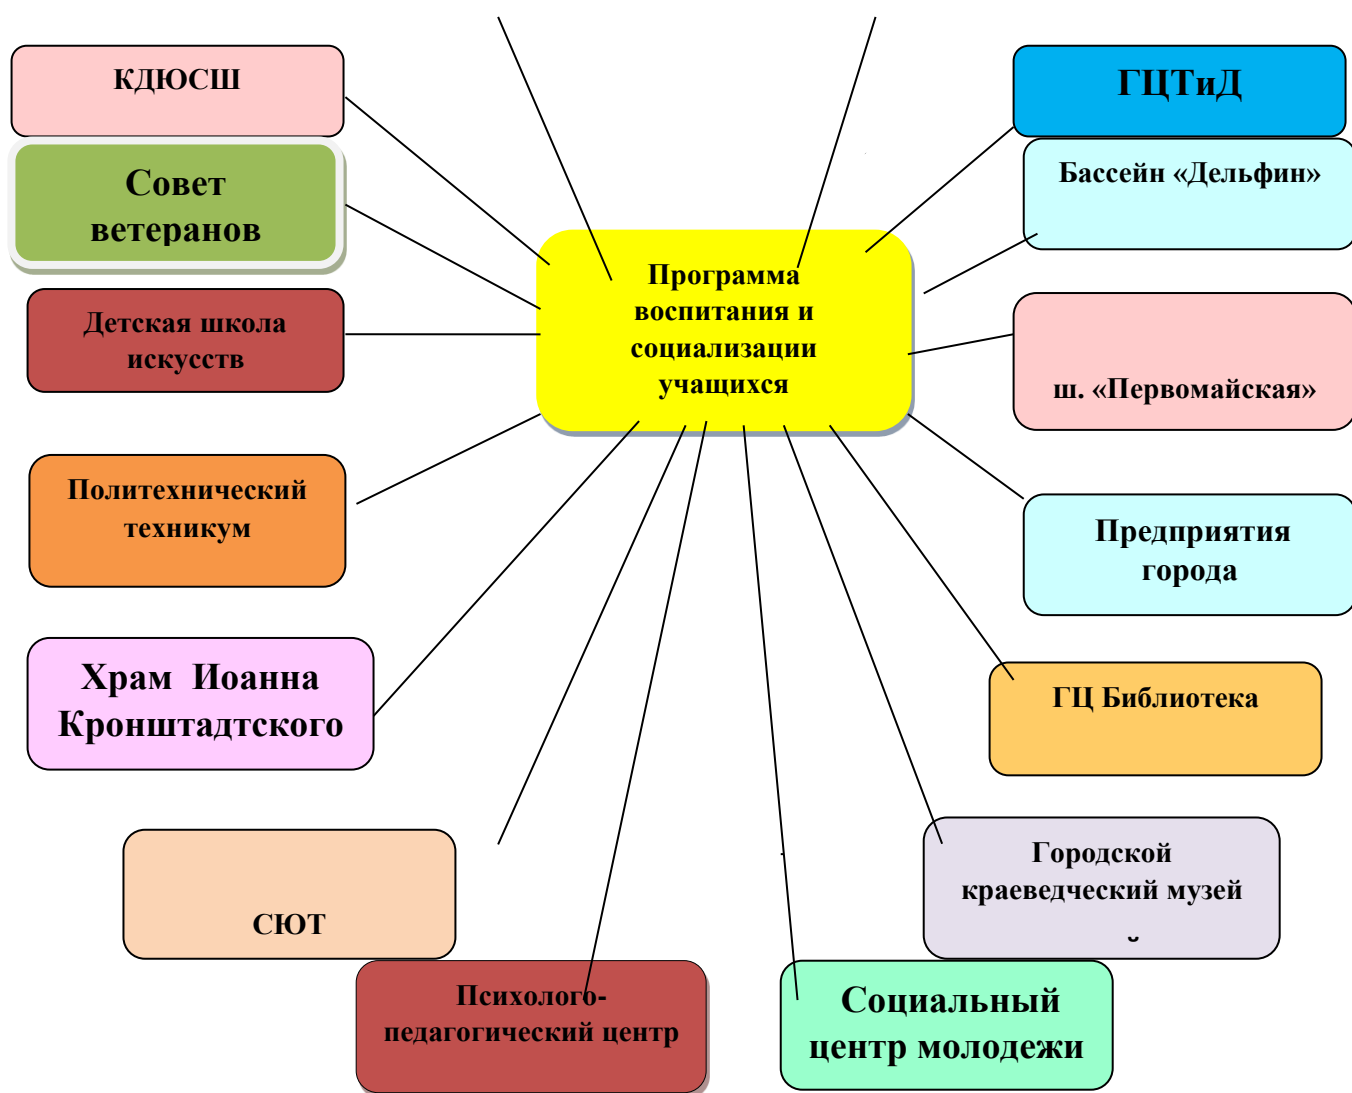 КДЮСШ
ГЦТиД
Совет
ветеранов
Бассейн «Дельфин»
Программа
воспитания и
социализации
учащихся
Детская школа
искусств
ш. «Первомайская»
Политехнический
техникум
Предприятия
города
Храм Иоанна
Кронштадтского
ГЦ Библиотека
СЮТ
Городской
краеведческий музей
Психолого-
педагогический центр
Социальный
центр молодежи